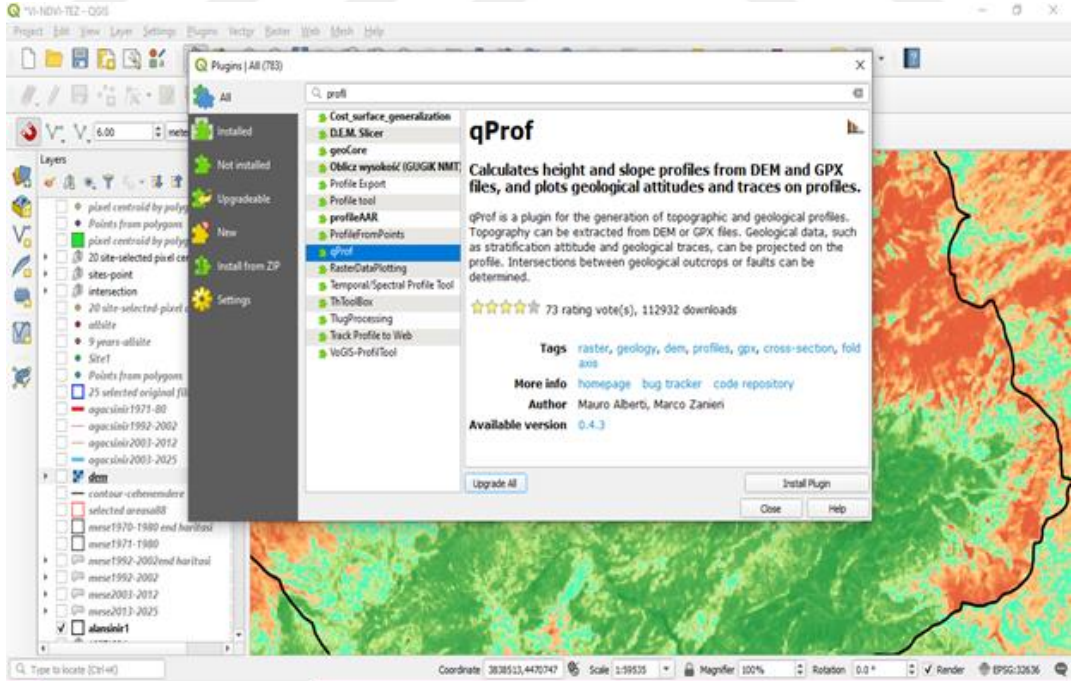 *VI-NDVI-TEZ - QGIS
Project Edit View Layer Settings Plugins Vector Raster Web Mesh Help
Plugins | All (783)
All
profi
Installed
Not installed
Upgradeable
New
Install from ZIP
Settings
Cost_surface_generalization
D.E.M. Slicer
geoCore
Oblicz wysokość (GUGIK NMT)
Profile Export
Profile tool
profileAAR
ProfileFromPoints
qProf
RasterDataPlotting
Temporal/Spectral Profile Tool
ThToolBox
TlugProcessing
Track Profile to Web
VoGIS-ProfilTool
qProf
Calculates height and slope profiles from DEM and GPX
files, and plots geological attitudes and traces on profiles.
qProf is a plugin for the generation of topographic and geological profiles.
Topography can be extracted from DEM or GPX files. Geological data, such
as stratification attitude and geological traces, can be projected on the
profile. Intersections between geological outcrops or faults can be
determined.
73 rating vote(s), 112932 downloads
Tags raster, geology, dem, profiles, gpx, cross-section, fold
axis
More info homepage bug tracker code repository
Author Mauro Alberti, Marco Zanieri
Available version 0.4.3
Upgrade All
Install Plugin
Close
Help
6.00 mete
Layers
pixel centroid by polyg
Points from polygons
pixel centroid by polyg
20 site-selected pixel cen
sites-point
intersection
20 site-selected-pixel
allsite
9 years-allsite
Site1
Points from polygons
25 selected original
agacsinir1971-80
agacsinir1992-2002
agacsinir2003-2012
agacsinir2003-2025
dem
contour-cehenemdere
selected areasa88
mese1970-1980 end haritasi
mese1971-1980
mese1992-2002end haritasi
mese1992-2002
mese2003-2012
mese2013-2025
alansinir1
Type to locate (Ctrl+K)
Coordinate 3838513,4470747
Scale 1:59535
Magnifier 100%
Rotation 0.0 °
Render
EPSG:32636